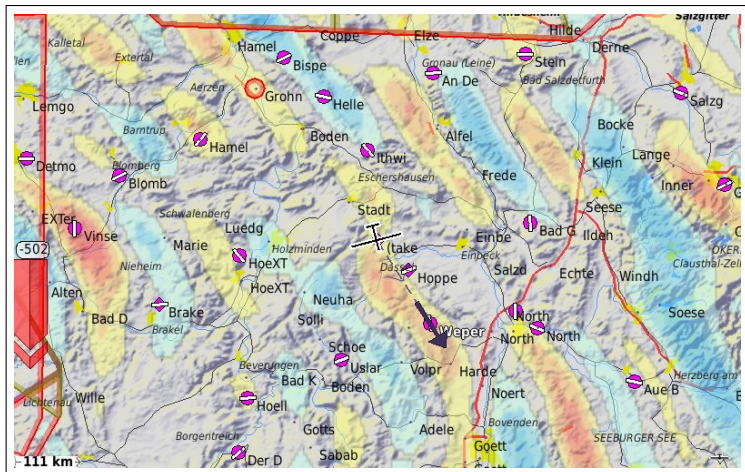 Salzgitter
Hilde
Kalletal
Hamel
Coppe
Elze
Derne
Extertal
Bispe
Gronau (Leine)
Stein
An De
Bad Salzdetfurth
Aerzen
Grohn
Helle
Salzg
Lemgo
Barntrup
Boden
Alfel
Bocke
Hamel
Ithwi
Lange
Detmo
Blomberg
Klein
Blomb
Eschershausen
Frede
Inner
Stadt
Seese
EXTer
Schwalenberg
Vinse
Luedg
Bad G
Ildeh
Marie
Holzminden
(take
Einbe
-502
HoeXT
Einbeck
Nieheim
Dassel
Hoppe
Salzd
Echte
Windh
Clausthal-Zell
Alten
HoeXT
Neuha
Bad D
Brake
Solli
North
Soese
Brakel
Weper
North
North
Schoe
Beverungen
Uslar
Volpr
Harde
Herzberg am
Bad K
Boden
Aue B
Lichtenau
Wille
Hoell
Noert
Gotts
Adele
Bovenden
Borgentreich
SEEBURGER SEE
Goett
Der D
Sabab
111 km